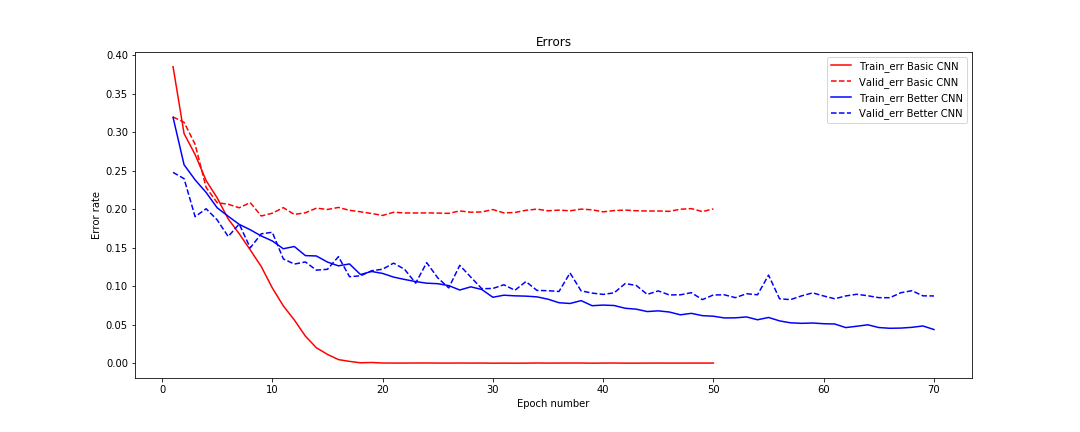 Errors
Train_err Basic CNN
Valid_err Basic CNN
Train_err Better CNN
Valid_err Better CNN
0.40
0.35
0.30
0.25
0.20
0.15
0.10
0.05
0.00
Error rate
0 10 20 30 40 50 60 70
Epoch number